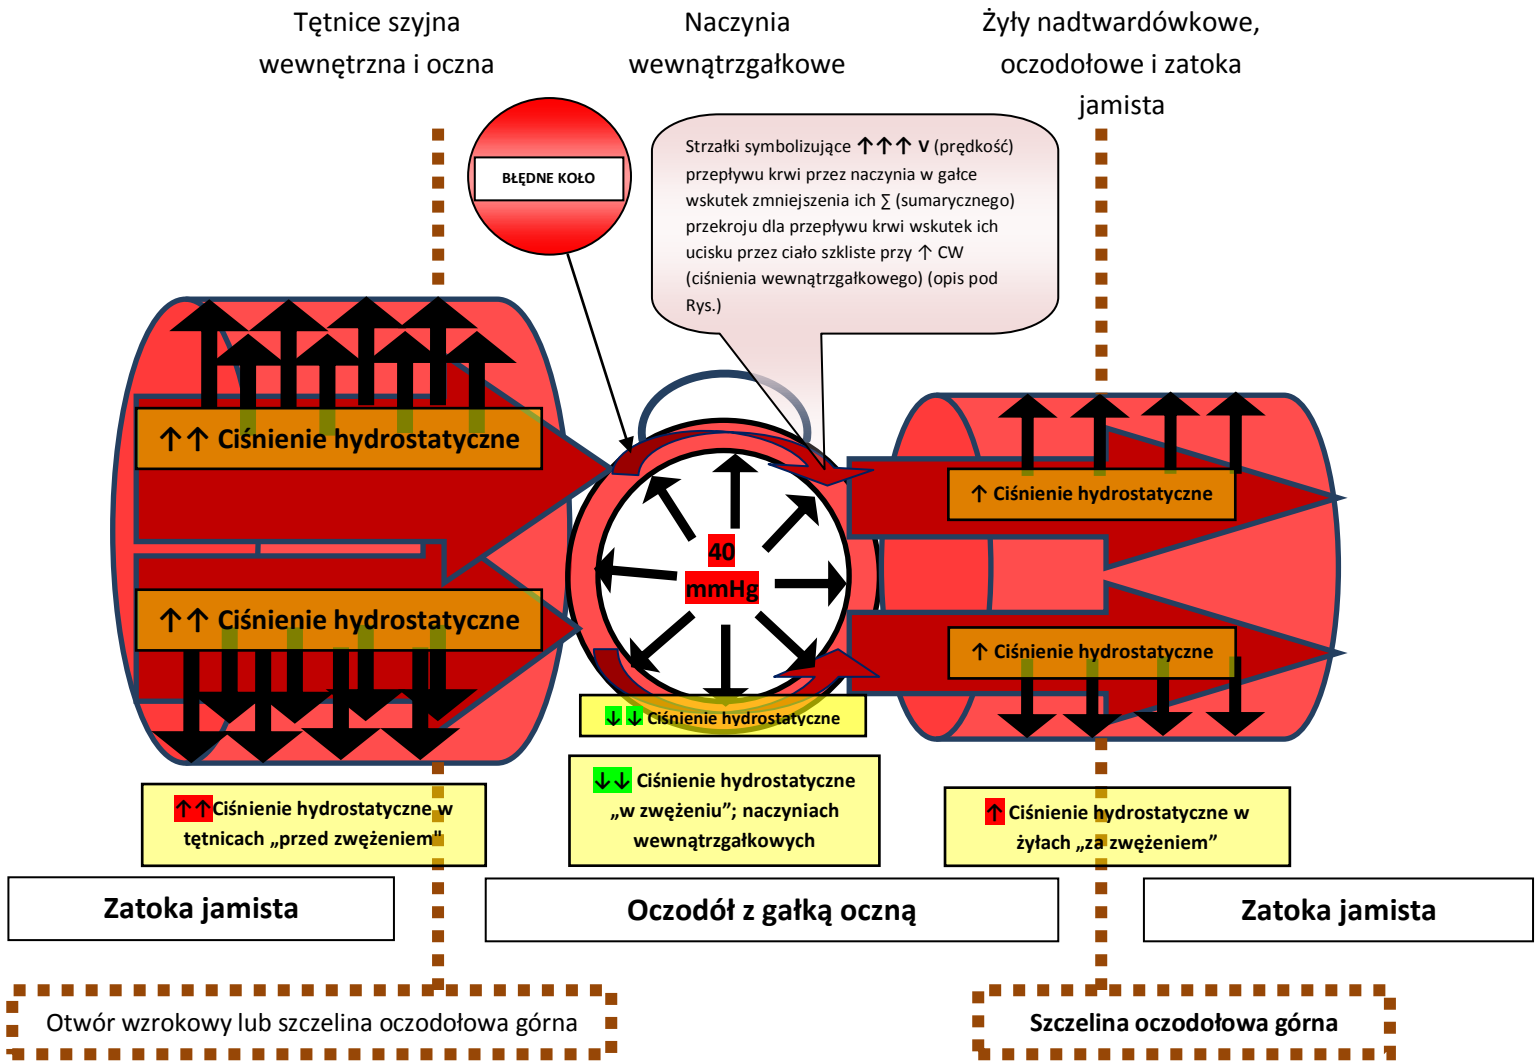 Tętnice szyjna
wewnętrzna i oczna
Naczynia
wewnątrzgałkowe
Żyły nadtwardówkowe,
oczodołowe i zatoka
jamista
BŁĘDNE KOŁO
Strzałki symbolizujące ↑↑↑ V (prędkość)
przepływu krwi przez naczynia w gałce
wskutek zmniejszenia ich ∑ (sumarycznego)
przekroju dla przepływu krwi wskutek ich
ucisku przez ciało szkliste przy ↑ CW
(ciśnienia wewnątrzgałkowego) (opis pod
Rys.)
↑↑ Ciśnienie hydrostatyczne
↑↑ Ciśnienie hydrostatyczne
40
mmHg
↑ Ciśnienie hydrostatyczne
↑ Ciśnienie hydrostatyczne
↓↓ Ciśnienie hydrostatyczne
↑↑Ciśnienie hydrostatyczne w
tętnicach „przed zwężeniem"
↓↓ Ciśnienie hydrostatyczne
„w zwężeniu”; naczyniach
wewnątrzgałkowych
↑ Ciśnienie hydrostatyczne w
żyłach „za zwężeniem”
Zatoka jamista
Oczodół z gałką oczną
Zatoka jamista
Otwór wzrokowy lub szczelina oczodołowa górna
Szczelina oczodołowa górna